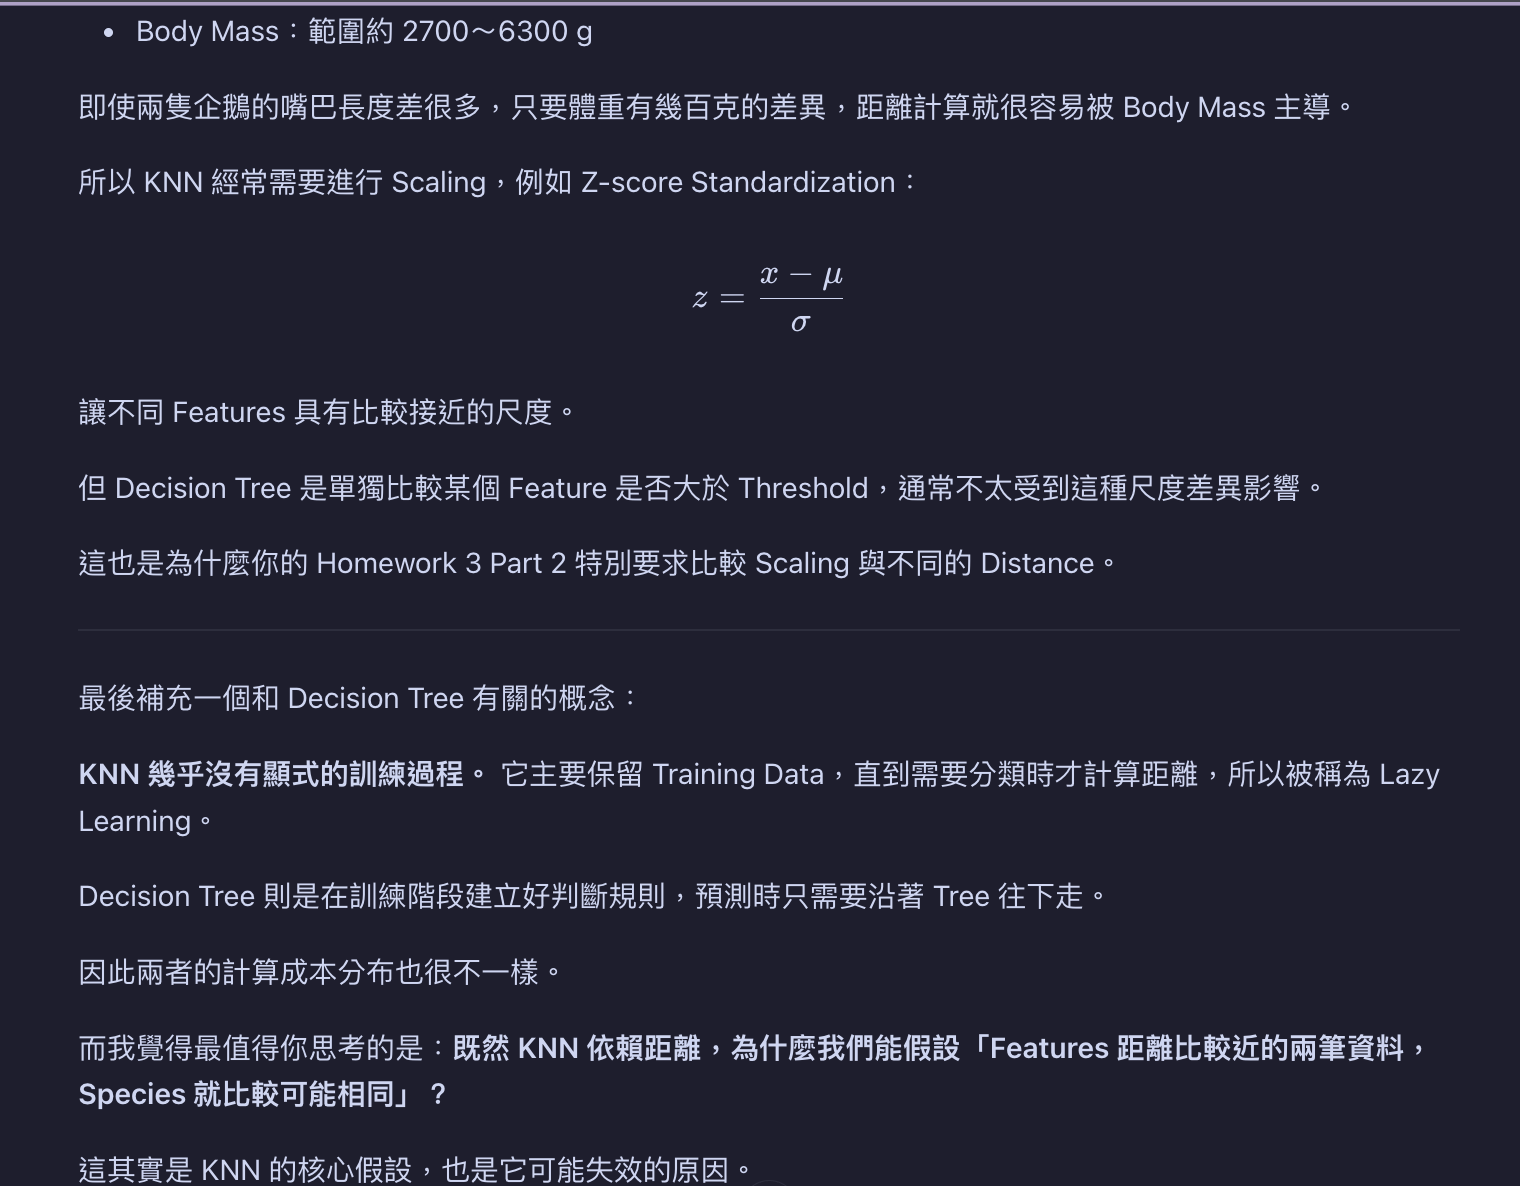 • Body Mass：範圍約 2700～6300 g
即使兩隻企鵝的嘴巴長度差很多，只要體重有幾百克的差異，距離計算就很容易被 Body Mass 主導。
所以 KNN 經常需要進行 Scaling，例如 Z-score Standardization：
z = \frac{x - μ}{σ}
讓不同 Features 具有比較接近的尺度。
但 Decision Tree 是單獨比較某個 Feature 是否大於 Threshold，通常不太受到這種尺度差異影響。
這也是為什麼你的 Homework 3 Part 2 特別要求比較 Scaling 與不同的 Distance。
最後補充一個和 Decision Tree 有關的概念：
KNN 幾乎沒有顯式的訓練過程。 它主要保留 Training Data，直到需要分類時才計算距離，所以被稱為 Lazy
Learning。
Decision Tree 則是在訓練階段建立好判斷規則，預測時只需要沿著 Tree 往下走。
因此兩者的計算成本分布也很不一樣。
而我覺得最值得你思考的是：既然 KNN 依賴距離，為什麼我們能假設「Features 距離比較近的兩筆資料，
Species 就比較可能相同」？
這其實是 KNN 的核心假設，也是它可能失效的原因。